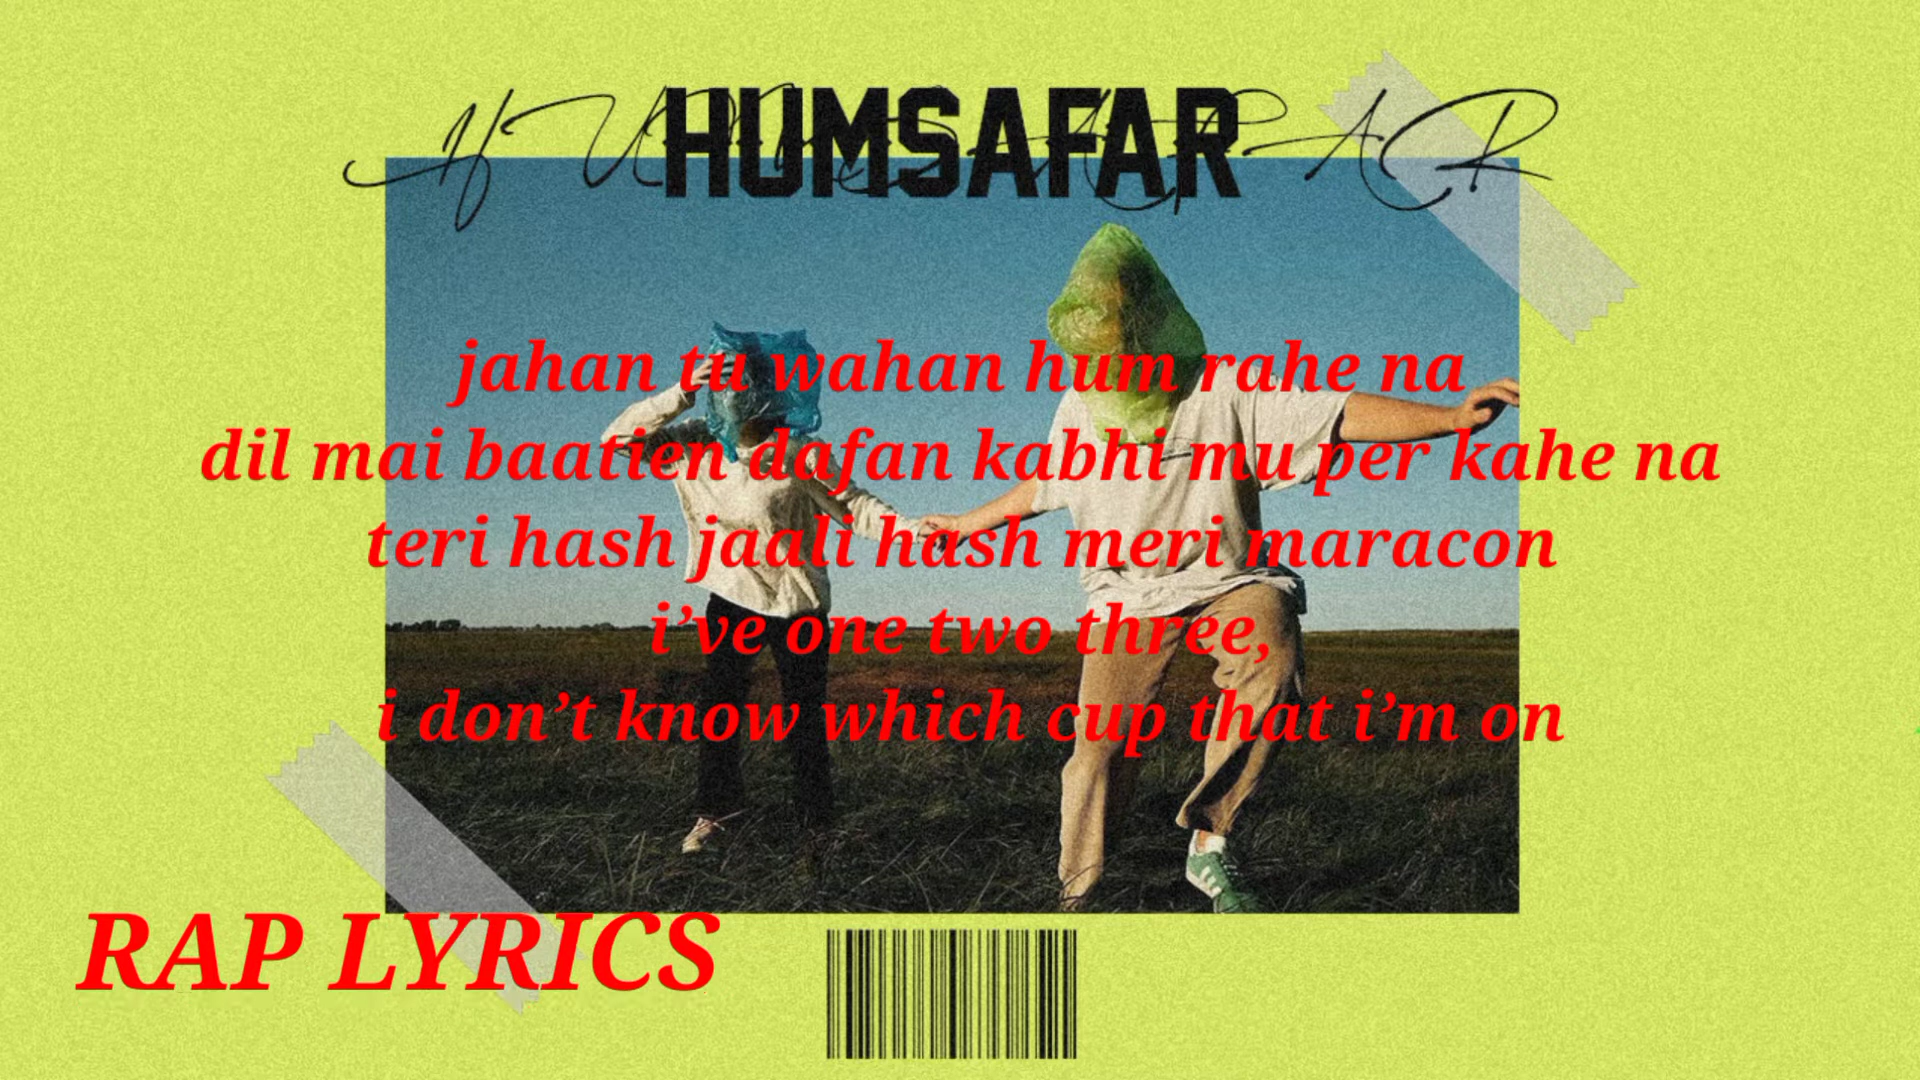 HUMSAFAR
HUMSAFAR
jahan tu wahan hum rahe na
dil mai baatien dafan kabhi mu per kahe na
teri hash jaali hash meri maracon
i’ve one two three,
i don’t know which cup that i’m on
RAP LYRICS